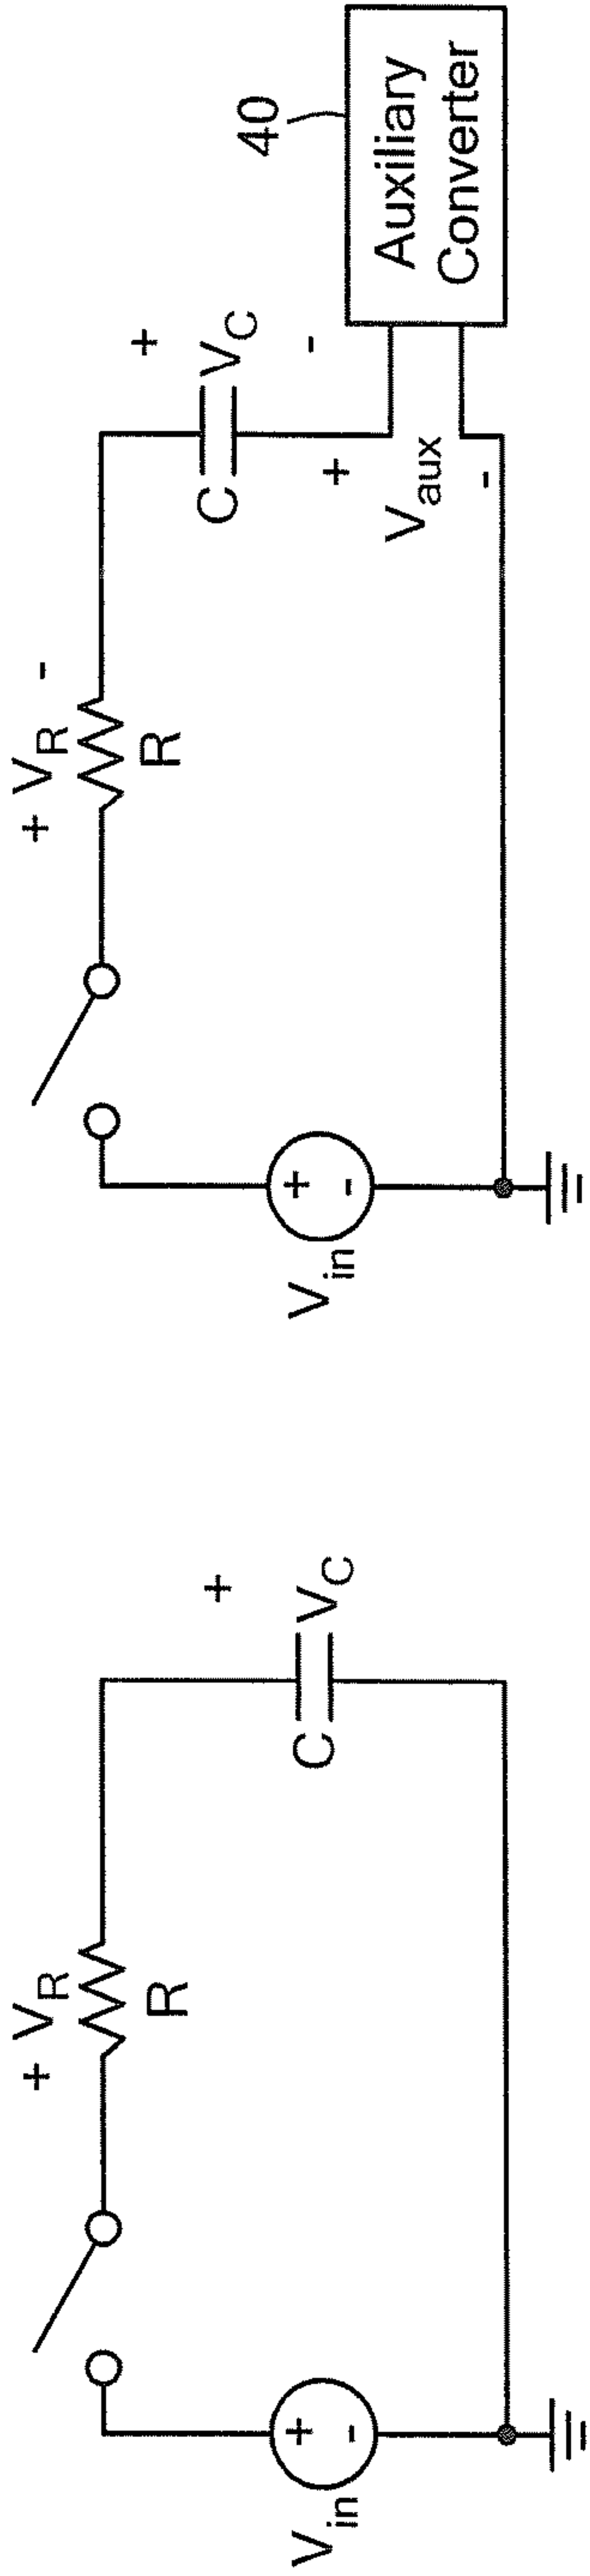 + V_R
R
+
C V_C
+
-
V_in
+ V_R -
R
+
C V_C
-
+
V_aux
-
+
-
V_in
40
Auxiliary
Converter